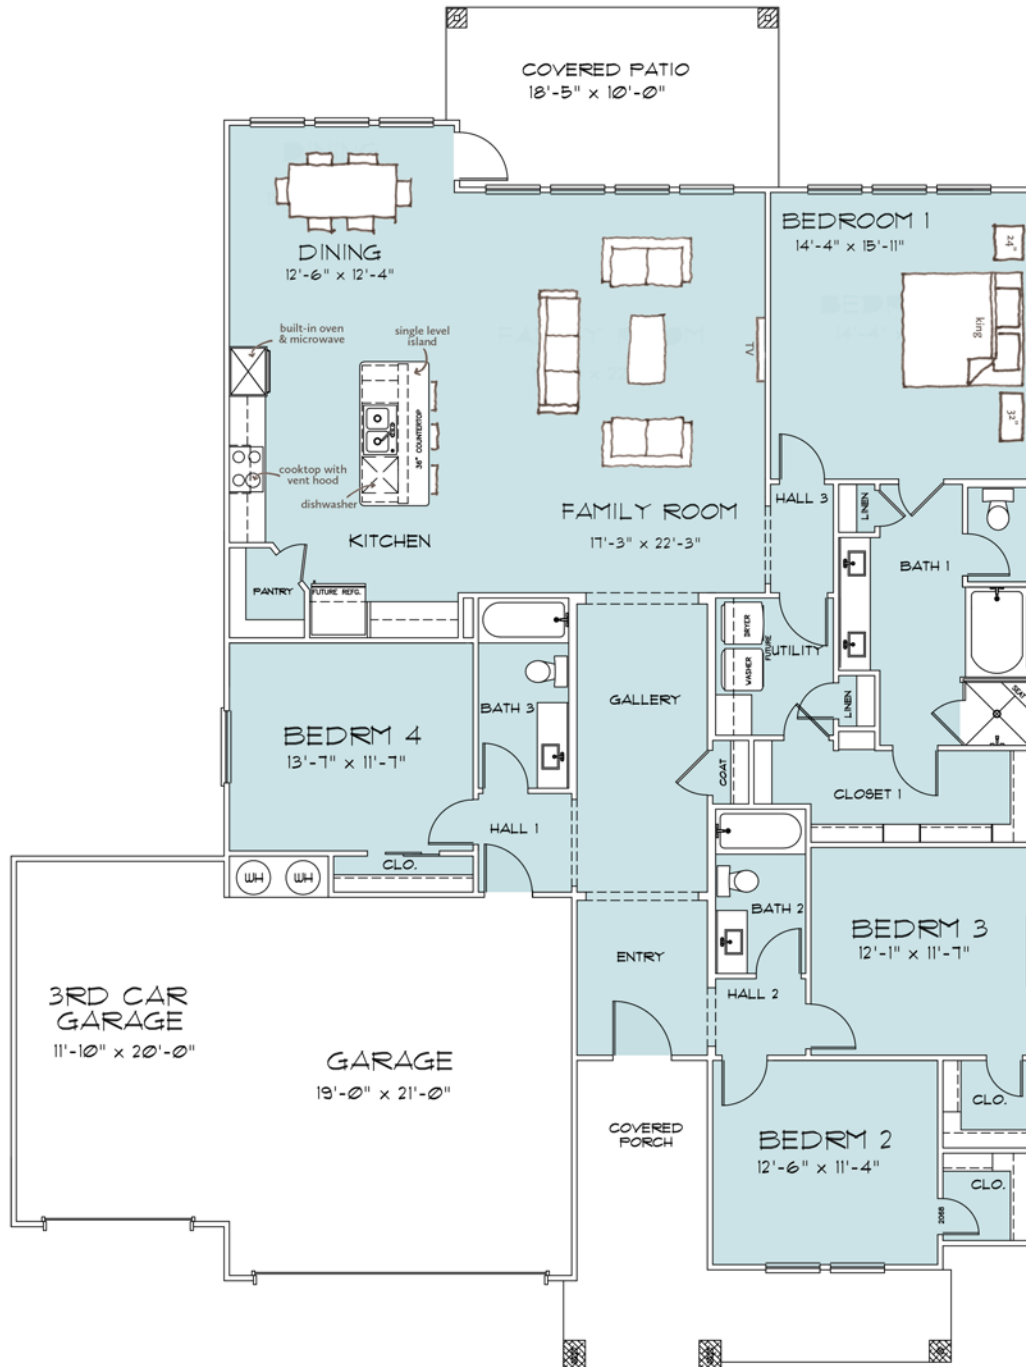 COVERED PATIO
18'-5" x 10'-0"
DINING
12'-6" x 12'-4"
BEDROOM 1
14'-4" x 15'-11"
24"
king
32"
TV
built-in oven
& microwave
single level
island
36" COUNTERTOP
cooktop with
vent hood
dishwasher
KITCHEN
FAMILY ROOM
17'-3" x 22'-3"
HALL 3
LINEN
BATH 1
PANTRY
FUTURE REFG.
DRYER
WASHER
FUTURE
UTILITY
LINEN
SEAT
GALLERY
BATH 3
BEDRM 4
13'-7" x 11'-7"
COAT
CLOSET 1
HALL 1
CLO.
WH
WH
BATH 2
BEDRM 3
12'-1" x 11'-7"
ENTRY
HALL 2
3RD CAR
GARAGE
11'-10" x 20'-0"
GARAGE
19'-0" x 21'-0"
COVERED
PORCH
BEDRM 2
12'-6" x 11'-4"
CLO.
CLO.
2068